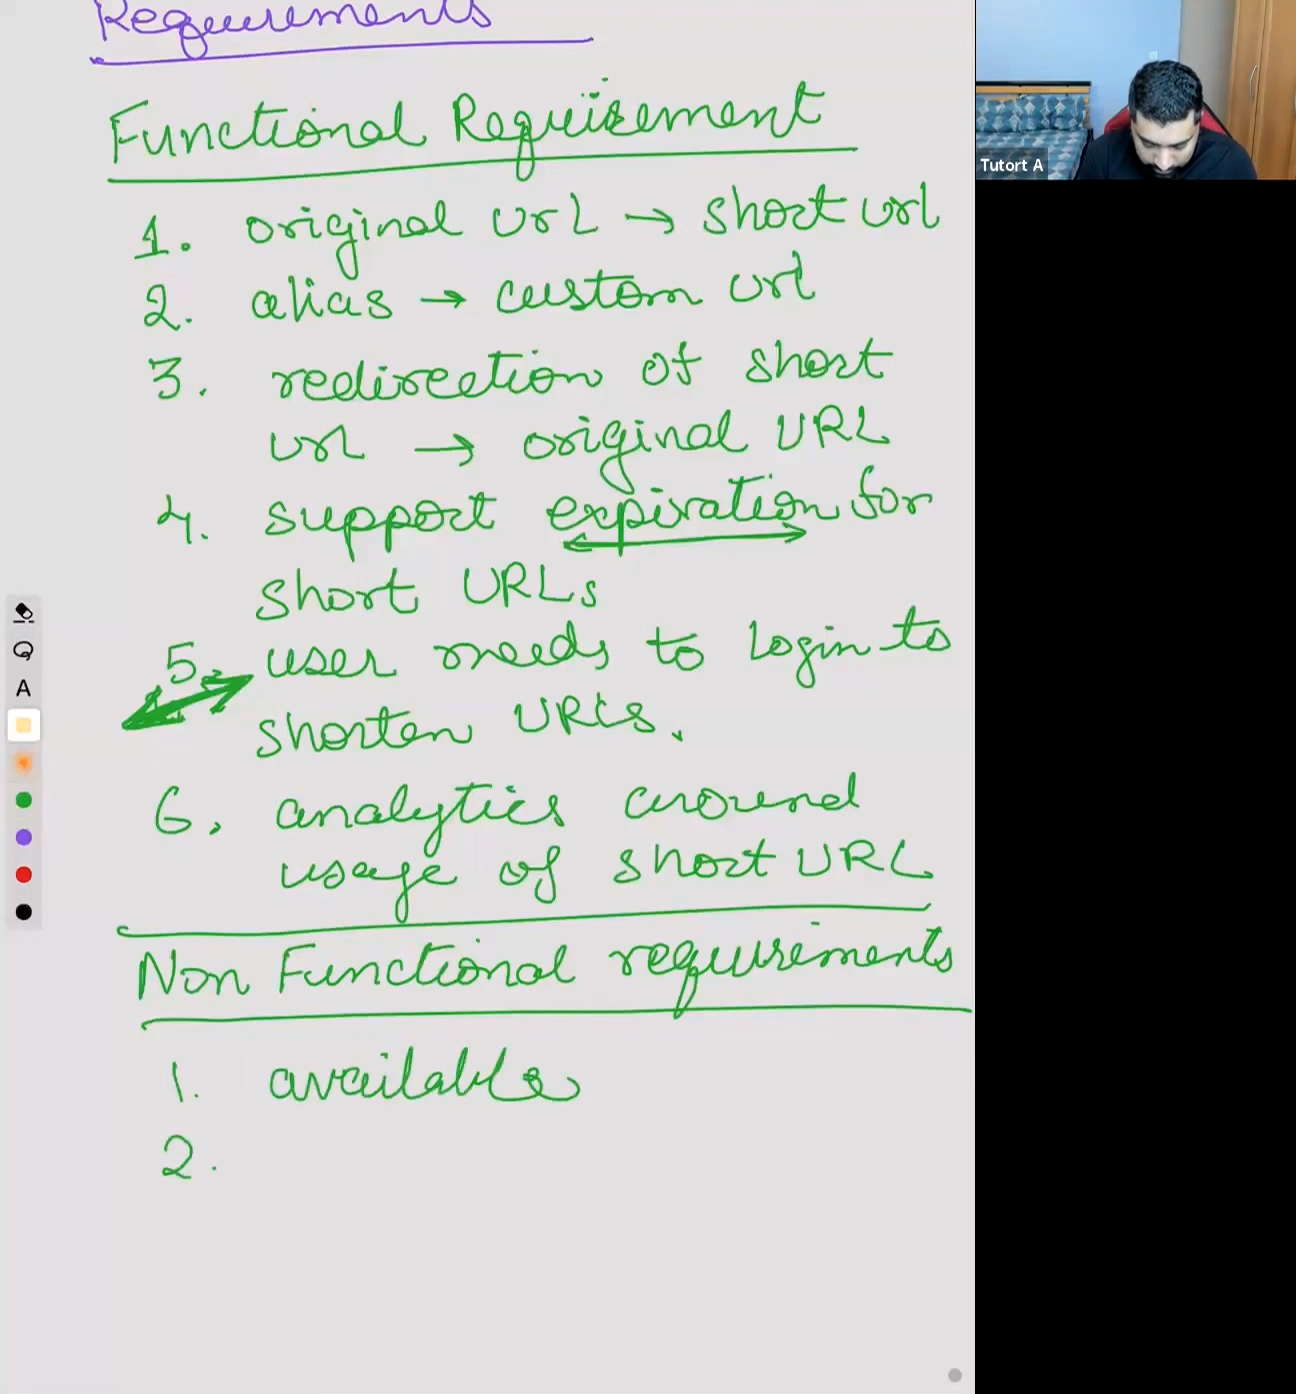 Requirements
Functional Requirement
1. original url → short url
2. alias → custom url
3. redirection of short
url → original URL
4. support expiration for
short URLs
5. user needs to login to
shorten URLs.
6. analytics around
usage of short URL
Non Functional requirements
1. available
2.
Tutort A
A